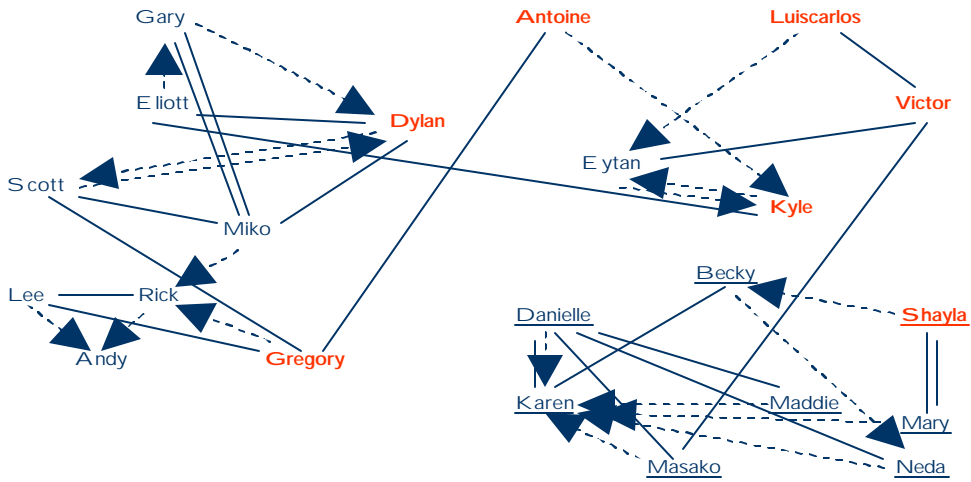 Gary
Antoine
Luiscarlos
Eliott
Victor
Dylan
Eytan
Scott
Kyle
Miko
Becky
Lee
Rick
Danielle
Shayla
Andy
Gregory
Karen
Maddie
Mary
Masako
Neda